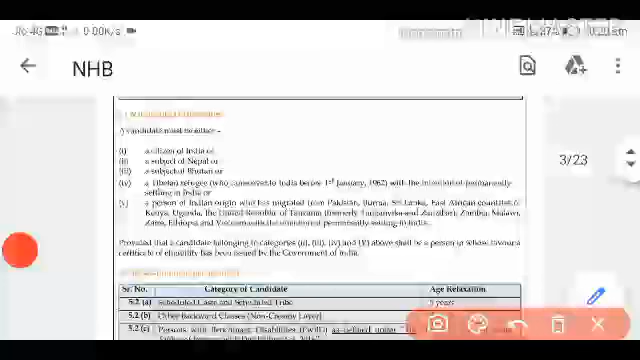 NHB
3/23
A candidate must be either -
(i) a citizen of India or
(ii) a subject of Nepal or
(iii) a subject of Bhutan or
(iv) a Tibetan refugee who came over to India before 1st January, 1962 with the intention of permanently
settling in India or
(v) a person of Indian origin who has migrated from Pakistan, Burma, Sri Lanka, East African countries of
Kenya, Uganda, the United Republic of Tanzania (formerly Tanganyika and Zanzibar), Zambia, Malawi,
Zaire, Ethiopia and Vietnam with the intention of permanently settling in India.
Provided that a candidate belonging to categories (ii), (iii), (iv) and (v) above shall be a person in whose favour a
certificate of eligibility has been issued by the Government of India.
Sr. No. Category of Candidate Age Relaxation
5.2 (a) Scheduled Caste and Scheduled Tribe 5 years
5.2 (b) Other Backward Classes (Non-Creamy Layer)
5.2 (c) Persons with Benchmark Disabilities (PwBD) as defined under